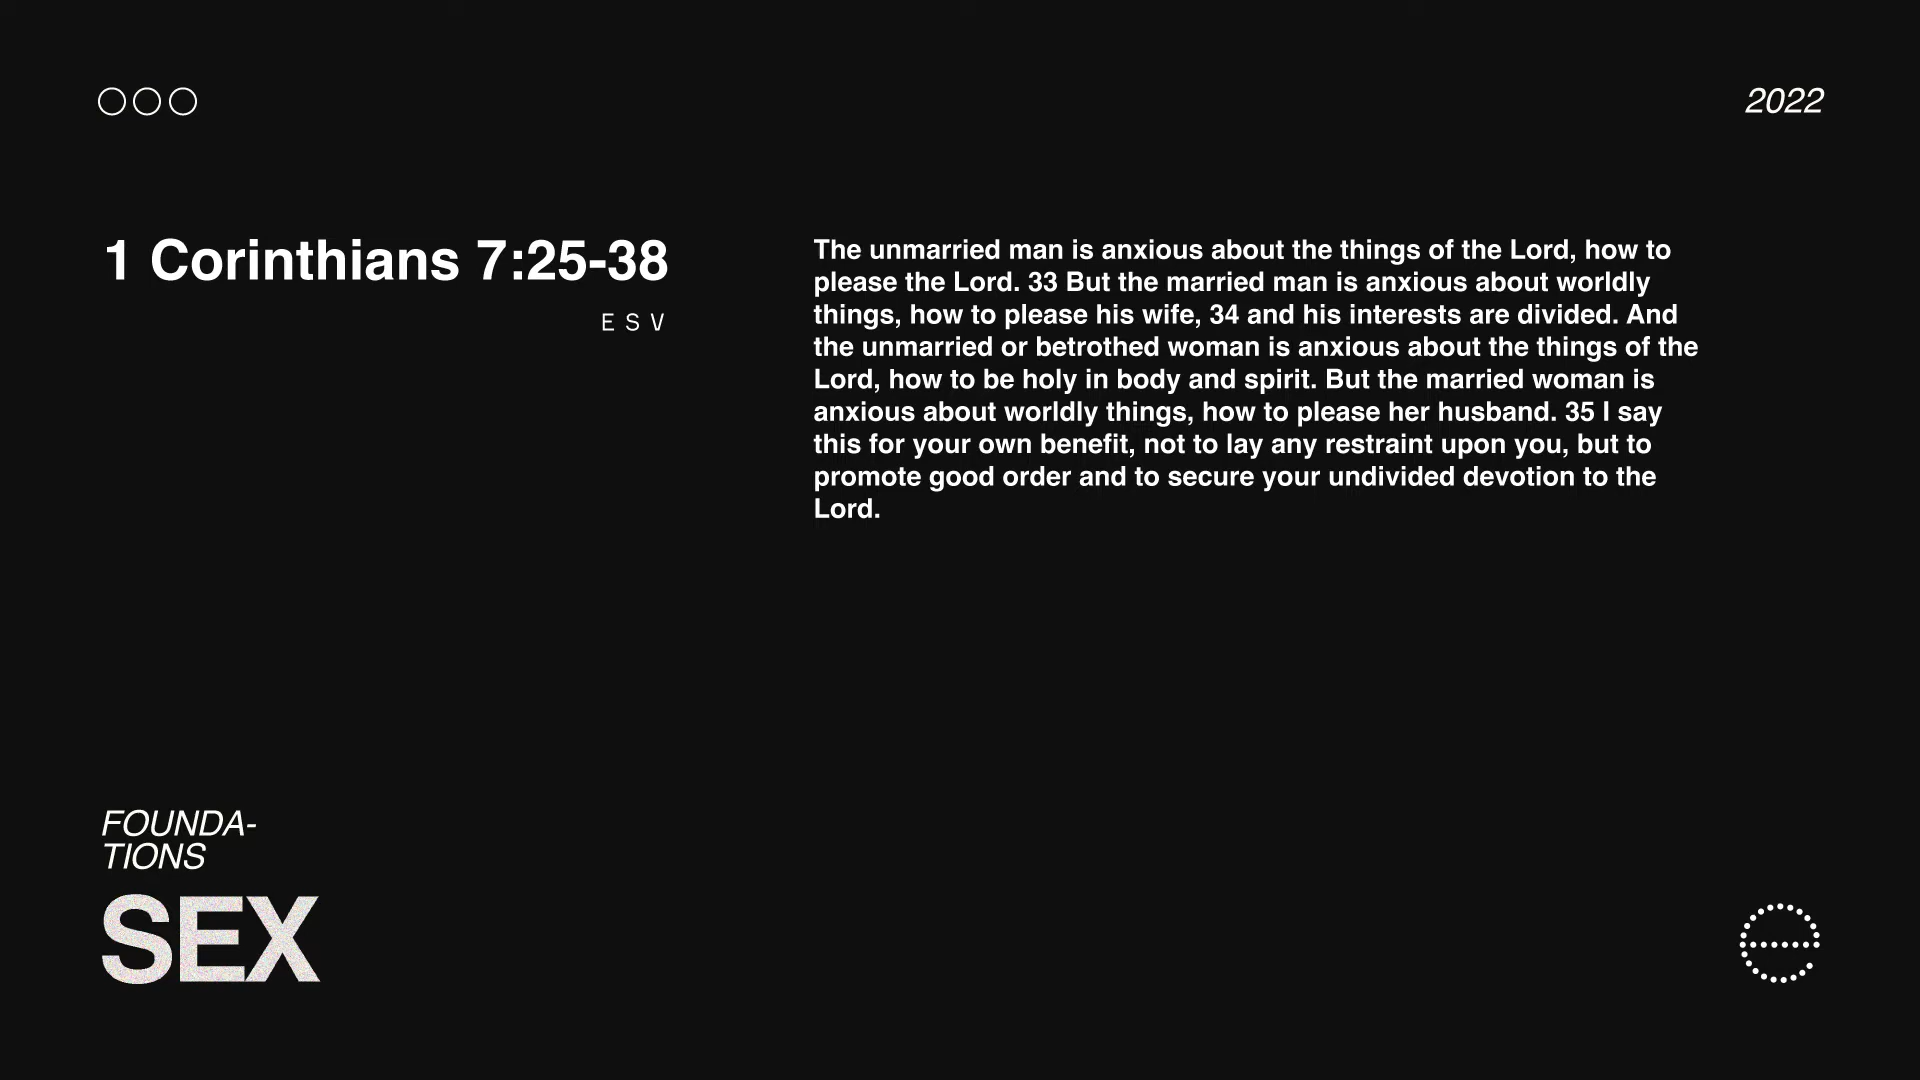 2022
1 Corinthians 7:25-38
ESV
The unmarried man is anxious about the things of the Lord, how to
please the Lord. 33 But the married man is anxious about worldly
things, how to please his wife, 34 and his interests are divided. And
the unmarried or betrothed woman is anxious about the things of the
Lord, how to be holy in body and spirit. But the married woman is
anxious about worldly things, how to please her husband. 35 I say
this for your own benefit, not to lay any restraint upon you, but to
promote good order and to secure your undivided devotion to the
Lord.
FOUNDA-
TIONS
SEX